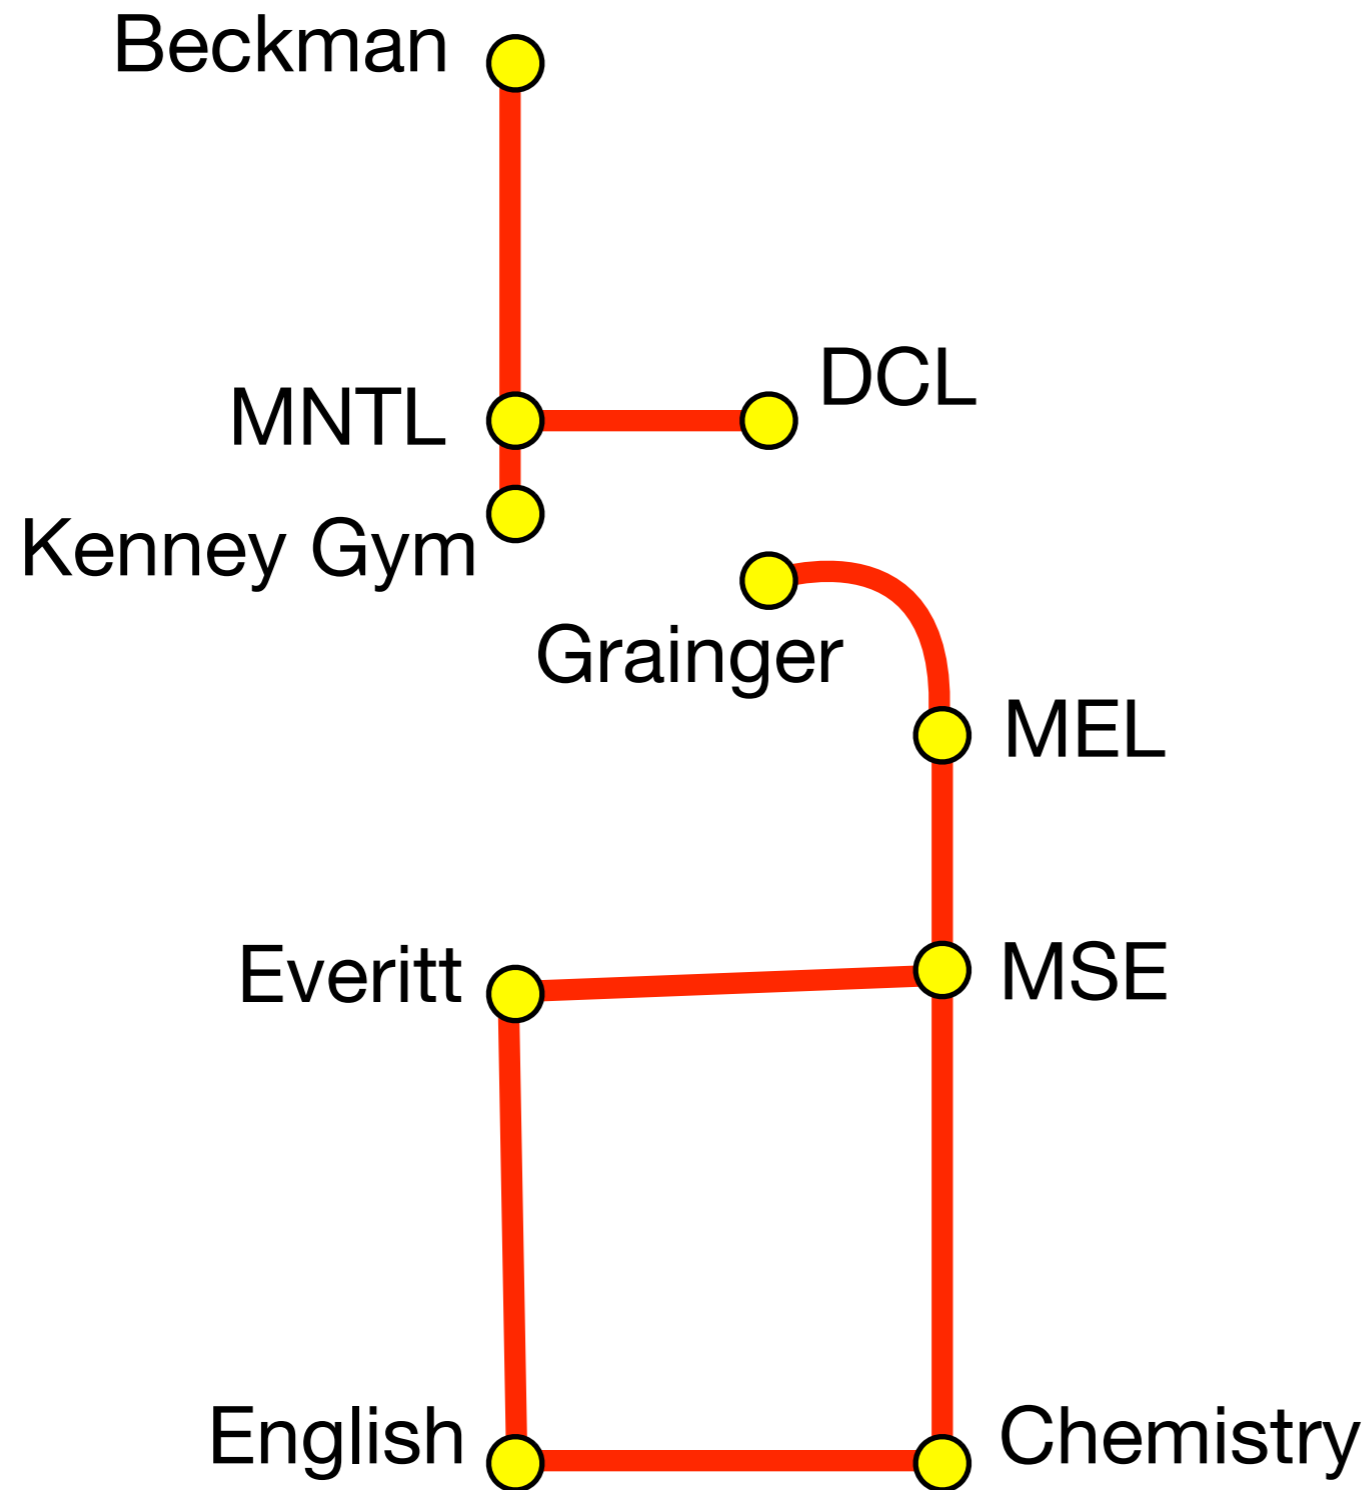 Beckman
DCL
MNTL
Kenney Gym
Grainger
MEL
MSE
Everitt
English
Chemistry